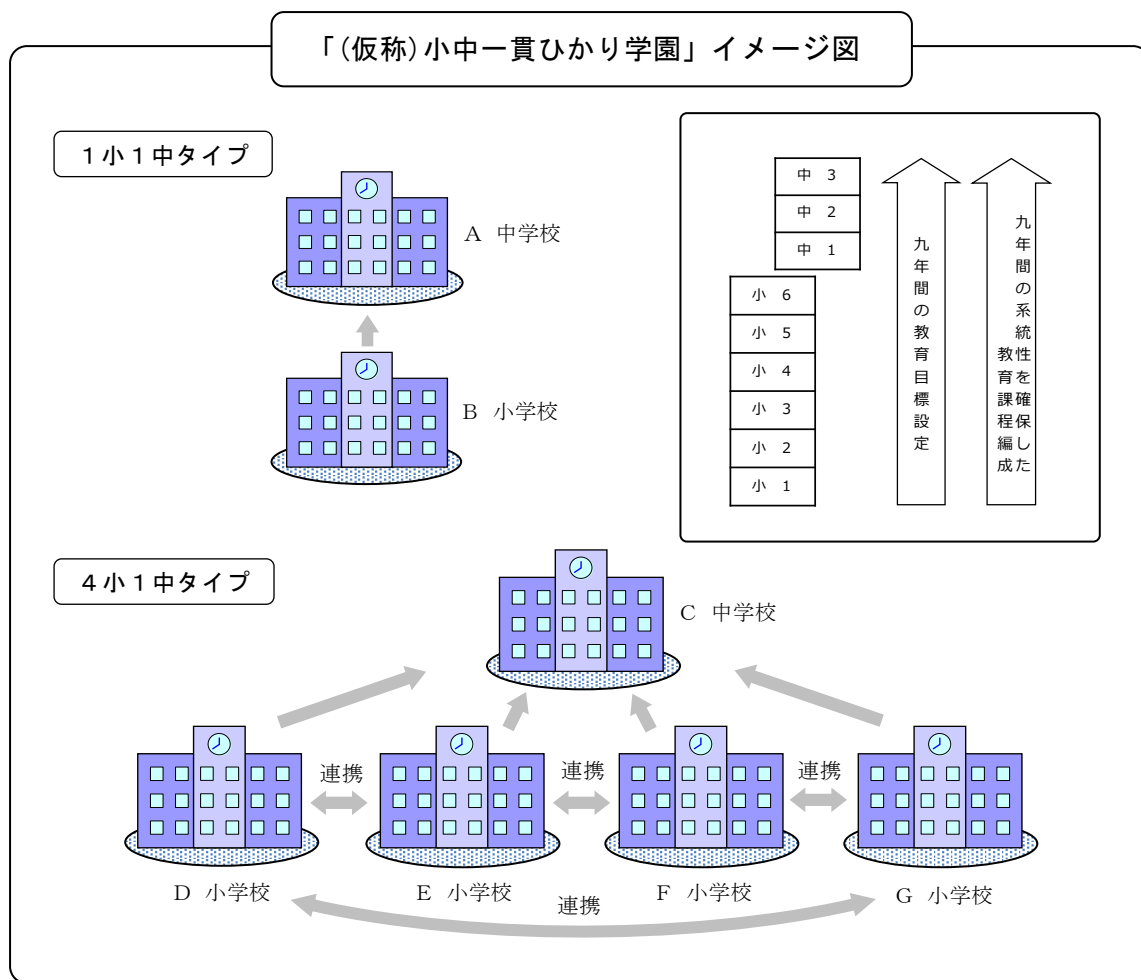 「(仮称)小中一貫ひかり学園」イメージ図
1小1中タイプ
A 中学校
B 小学校
中 3
中 2
中 1
小 6
小 5
小 4
小 3
小 2
小 1
九年間の教育目標設定
九年間の系統性を確保した
教育課程編成
4小1中タイプ
C 中学校
連携
連携
連携
D 小学校
E 小学校
F 小学校
G 小学校
連携